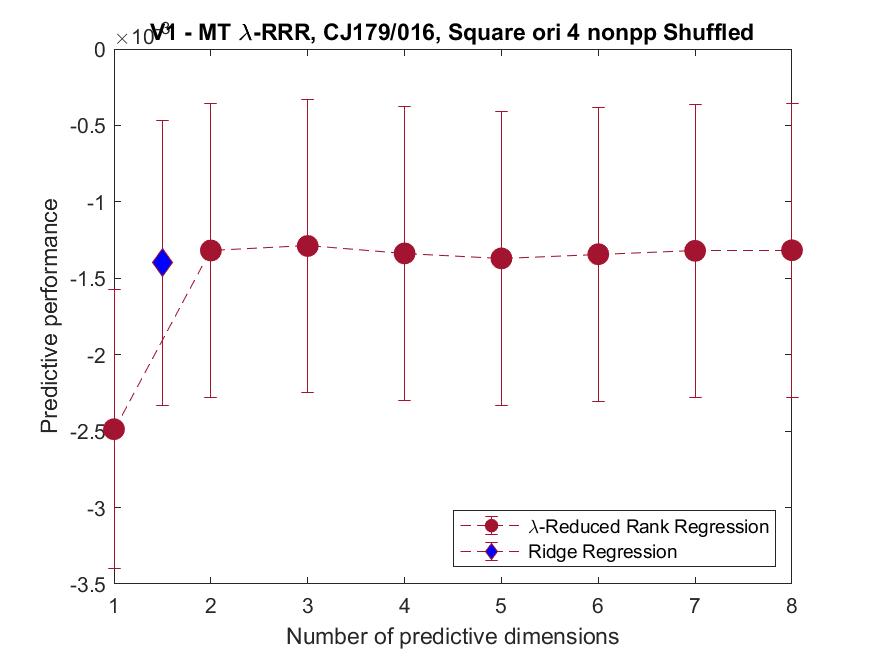 V1 - MT λ-RRR, CJ179/016, Square ori 4 nonpp Shuffled
×10
0
-0.5
-1
-1.5
-2
-2.5
-3
-3.5
1 2 3 4 5 6 7 8
Predictive performance
Number of predictive dimensions
λ-Reduced Rank Regression
Ridge Regression